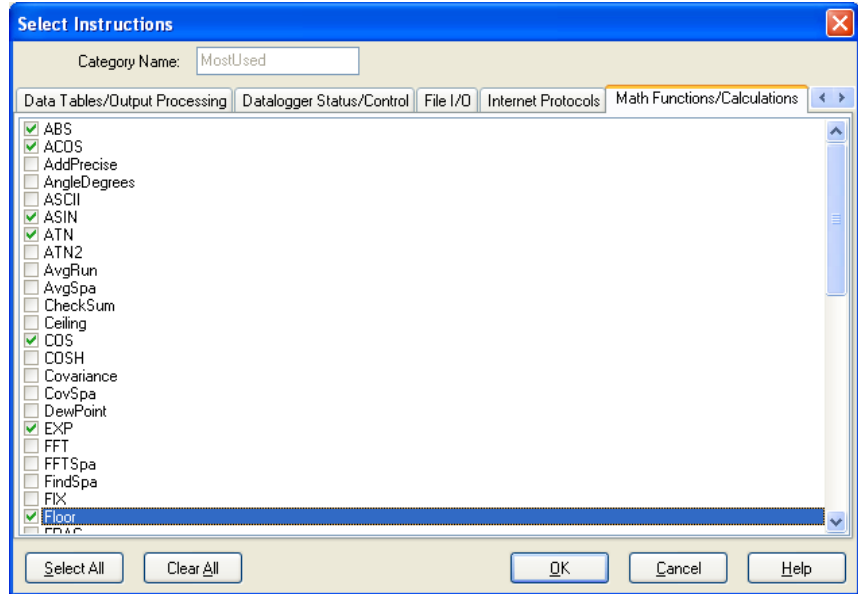 Select Instructions
Category Name: MostUsed
Data Tables/Output Processing Datalogger Status/Control File I/O Internet Protocols Math Functions/Calculations
ABS
ACOS
AddPrecise
AngleDegrees
ASCII
ASIN
ATN
ATN2
AvgRun
AvgSpa
CheckSum
Ceiling
COS
COSH
Covariance
CovSpa
DewPoint
EXP
FFT
FFTSpa
FindSpa
FIX
Floor
Select All Clear All OK Cancel Help